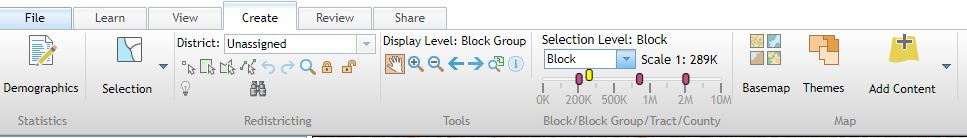 File Learn View Create Review Share
District: Unassigned Display Level: Block Group Selection Level: Block
Block Scale 1: 289K
Demographics Selection Basemap Themes Add Content
0K 200K 500K 1M 2M 10M
Statistics Redistricting Tools Block/Block Group/Tract/County Map